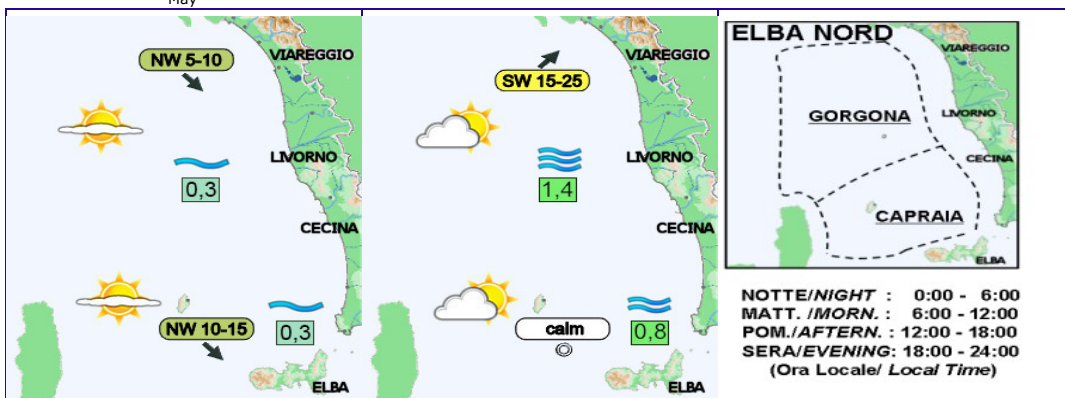 May
NW 5-10
VIAREGGIO
LIVORNO
0,3
CECINA
NW 10-15
0,3
ELBA
VIAREGGIO
SW 15-25
LIVORNO
1,4
CECINA
calm
0,8
ELBA
ELBA NORD
VIAREGGIO
GORGONA
LIVORNO
CECINA
CAPRAIA
ELBA
NOTTE/NIGHT : 0:00 - 6:00
MATT. /MORN. : 6:00 - 12:00
POM./AFTERN. : 12:00 - 18:00
SERA/EVENING: 18:00 - 24:00
(Ora Locale/ Local Time)